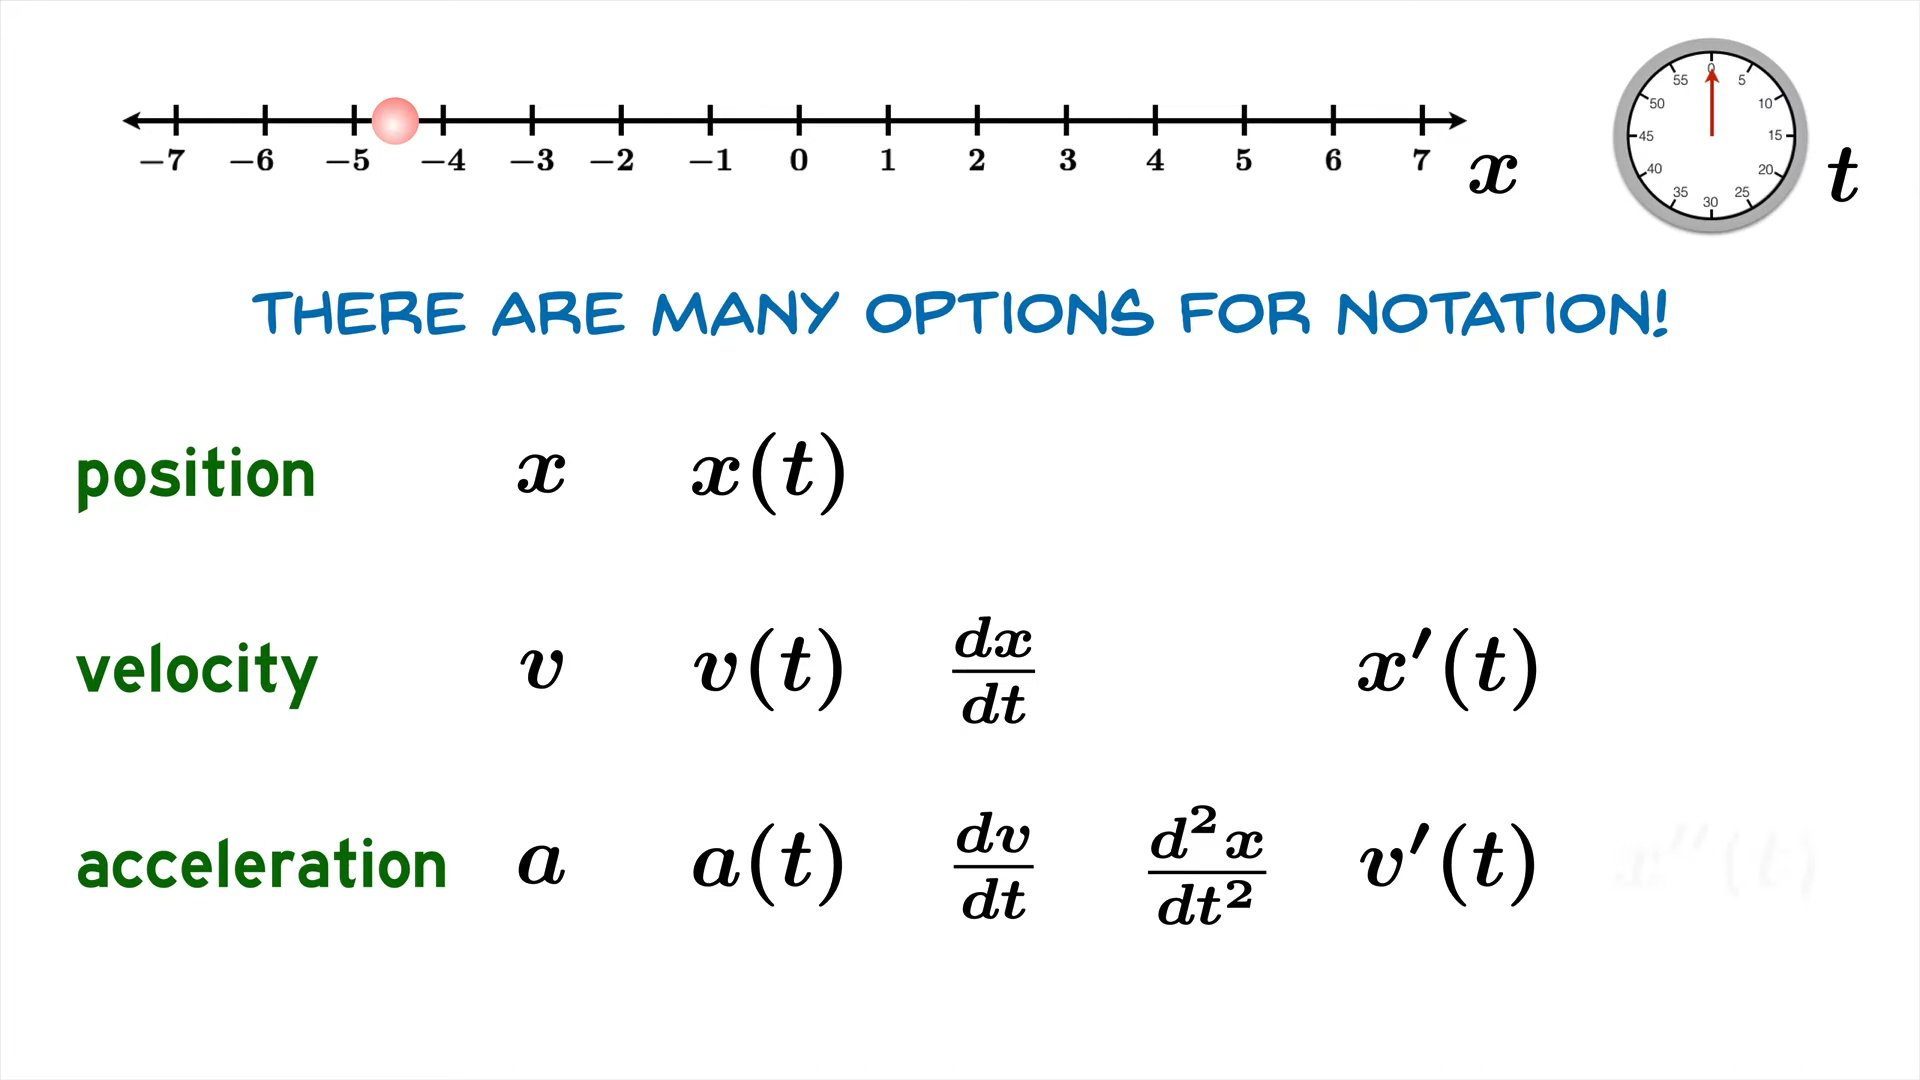 −7 −6 −5 −4 −3 −2 −1 0 1 2 3 4 5 6 7 x
0 5 10 15 20 25 30 35 40 45 50 55 t
THERE ARE MANY OPTIONS FOR NOTATION!
position x x(t)
velocity v v(t) dx/dt x′(t)
acceleration a a(t) dv/dt d²x/dt² v′(t) x″(t)